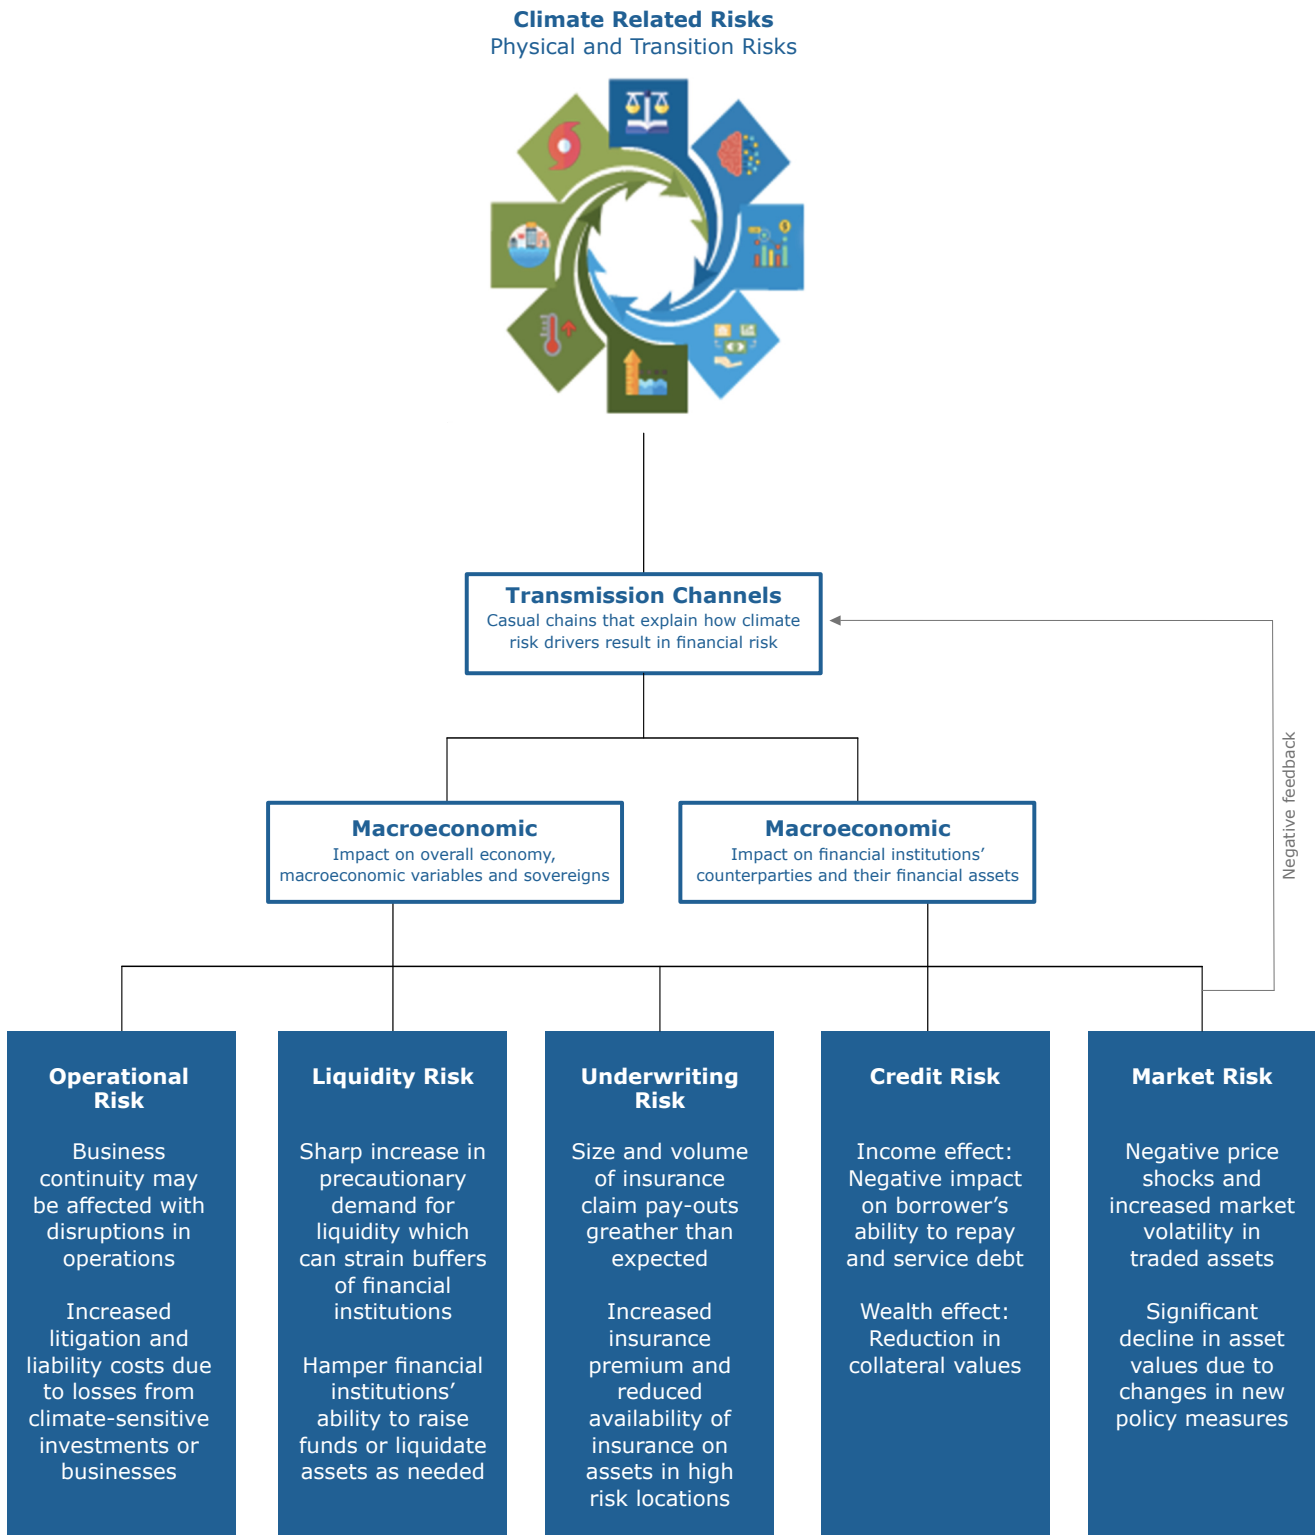 Climate Related Risks
Physical and Transition Risks
Transmission Channels
Casual chains that explain how climate
risk drivers result in financial risk
Macroeconomic
Impact on overall economy,
macroeconomic variables and sovereigns
Macroeconomic
Impact on financial institutions’
counterparties and their financial assets
Negative feedback
Operational
Risk
Business
continuity may
be affected with
disruptions in
operations
Increased
litigation and
liability costs due
to losses from
climate-sensitive
investments or
businesses
Liquidity Risk
Sharp increase in
precautionary
demand for
liquidity which
can strain buffers
of financial
institutions
Hamper financial
institutions’
ability to raise
funds or liquidate
assets as needed
Underwriting
Risk
Size and volume
of insurance
claim pay-outs
greather than
expected
Increased
insurance
premium and
reduced
availability of
insurance on
assets in high
risk locations
Credit Risk
Income effect:
Negative impact
on borrower’s
ability to repay
and service debt
Wealth effect:
Reduction in
collateral values
Market Risk
Negative price
shocks and
increased market
volatility in
traded assets
Significant
decline in asset
values due to
changes in new
policy measures